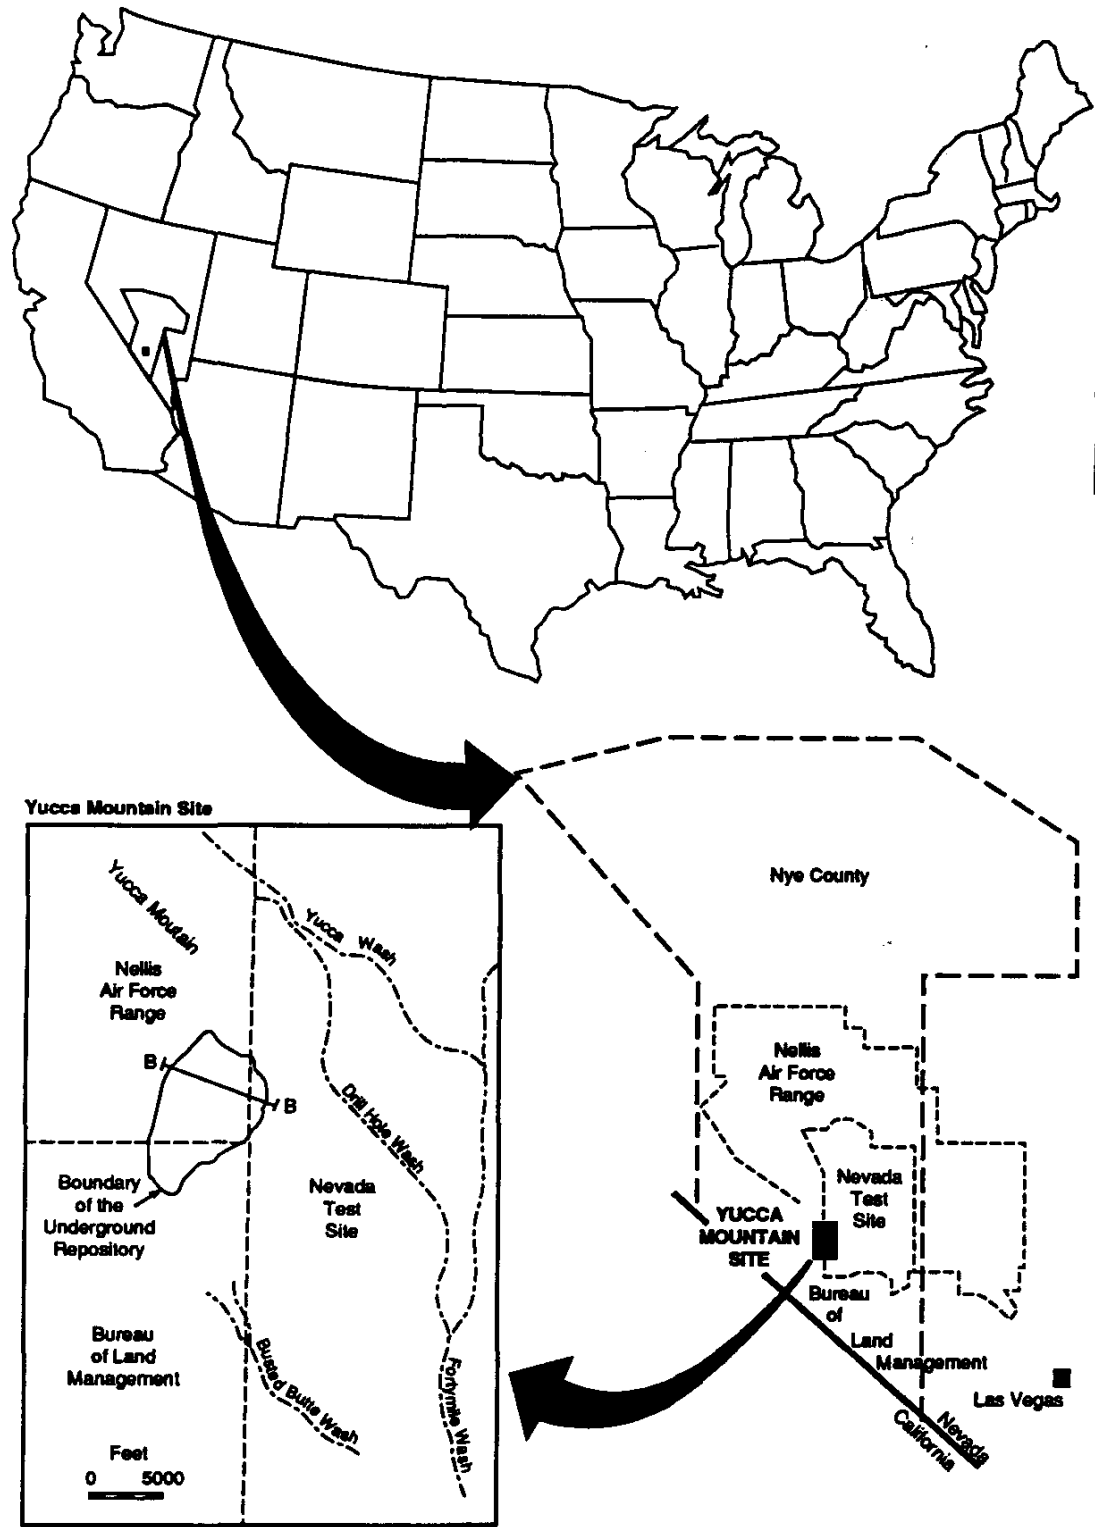 Yucca Mountain Site
Yucca Moutain
Nellis
Air Force
Range
Yucca Wash
B
B
Drill Hole Wash
Boundary
of the
Underground
Repository
Nevada
Test
Site
Bureau
of Land
Management
Busted Butte Wash
Fortymile Wash
Feet
0 5000
Nye County
Nellis
Air Force
Range
Nevada
Test
Site
YUCCA
MOUNTAIN
SITE
Bureau
of
Land
Management
Las Vegas
Nevada
California